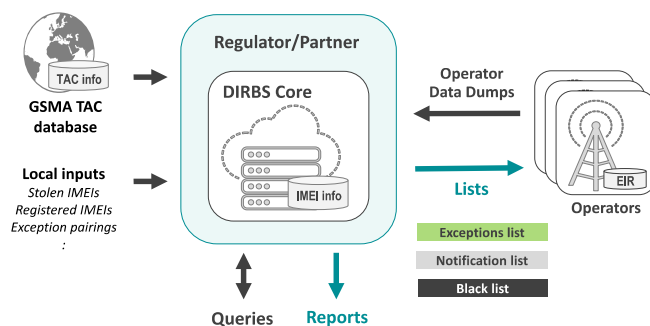 TAC info
GSMA TAC
database
Local inputs
Stolen IMEIs
Registered IMEIs
Exception pairings
:
Regulator/Partner
DIRBS Core
IMEI info
Queries
Reports
Operator
Data Dumps
Lists
EIR
Operators
Exceptions list
Notification list
Black list